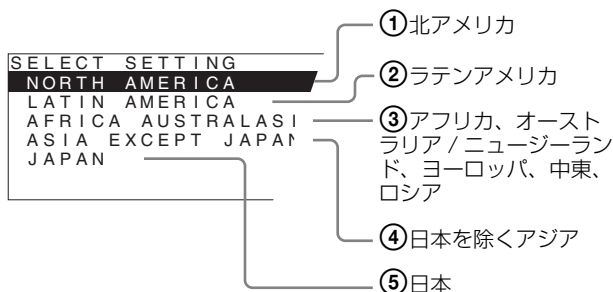 SELECT SETTING
NORTH AMERICA
LATIN AMERICA
AFRICA AUSTRALASI
ASIA EXCEPT JAPAN
JAPAN
①北アメリカ
②ラテンアメリカ
③アフリカ、オースト
ラリア / ニュージーラン
ド、ヨーロッパ、中東、
ロシア
④日本を除くアジア
⑤日本